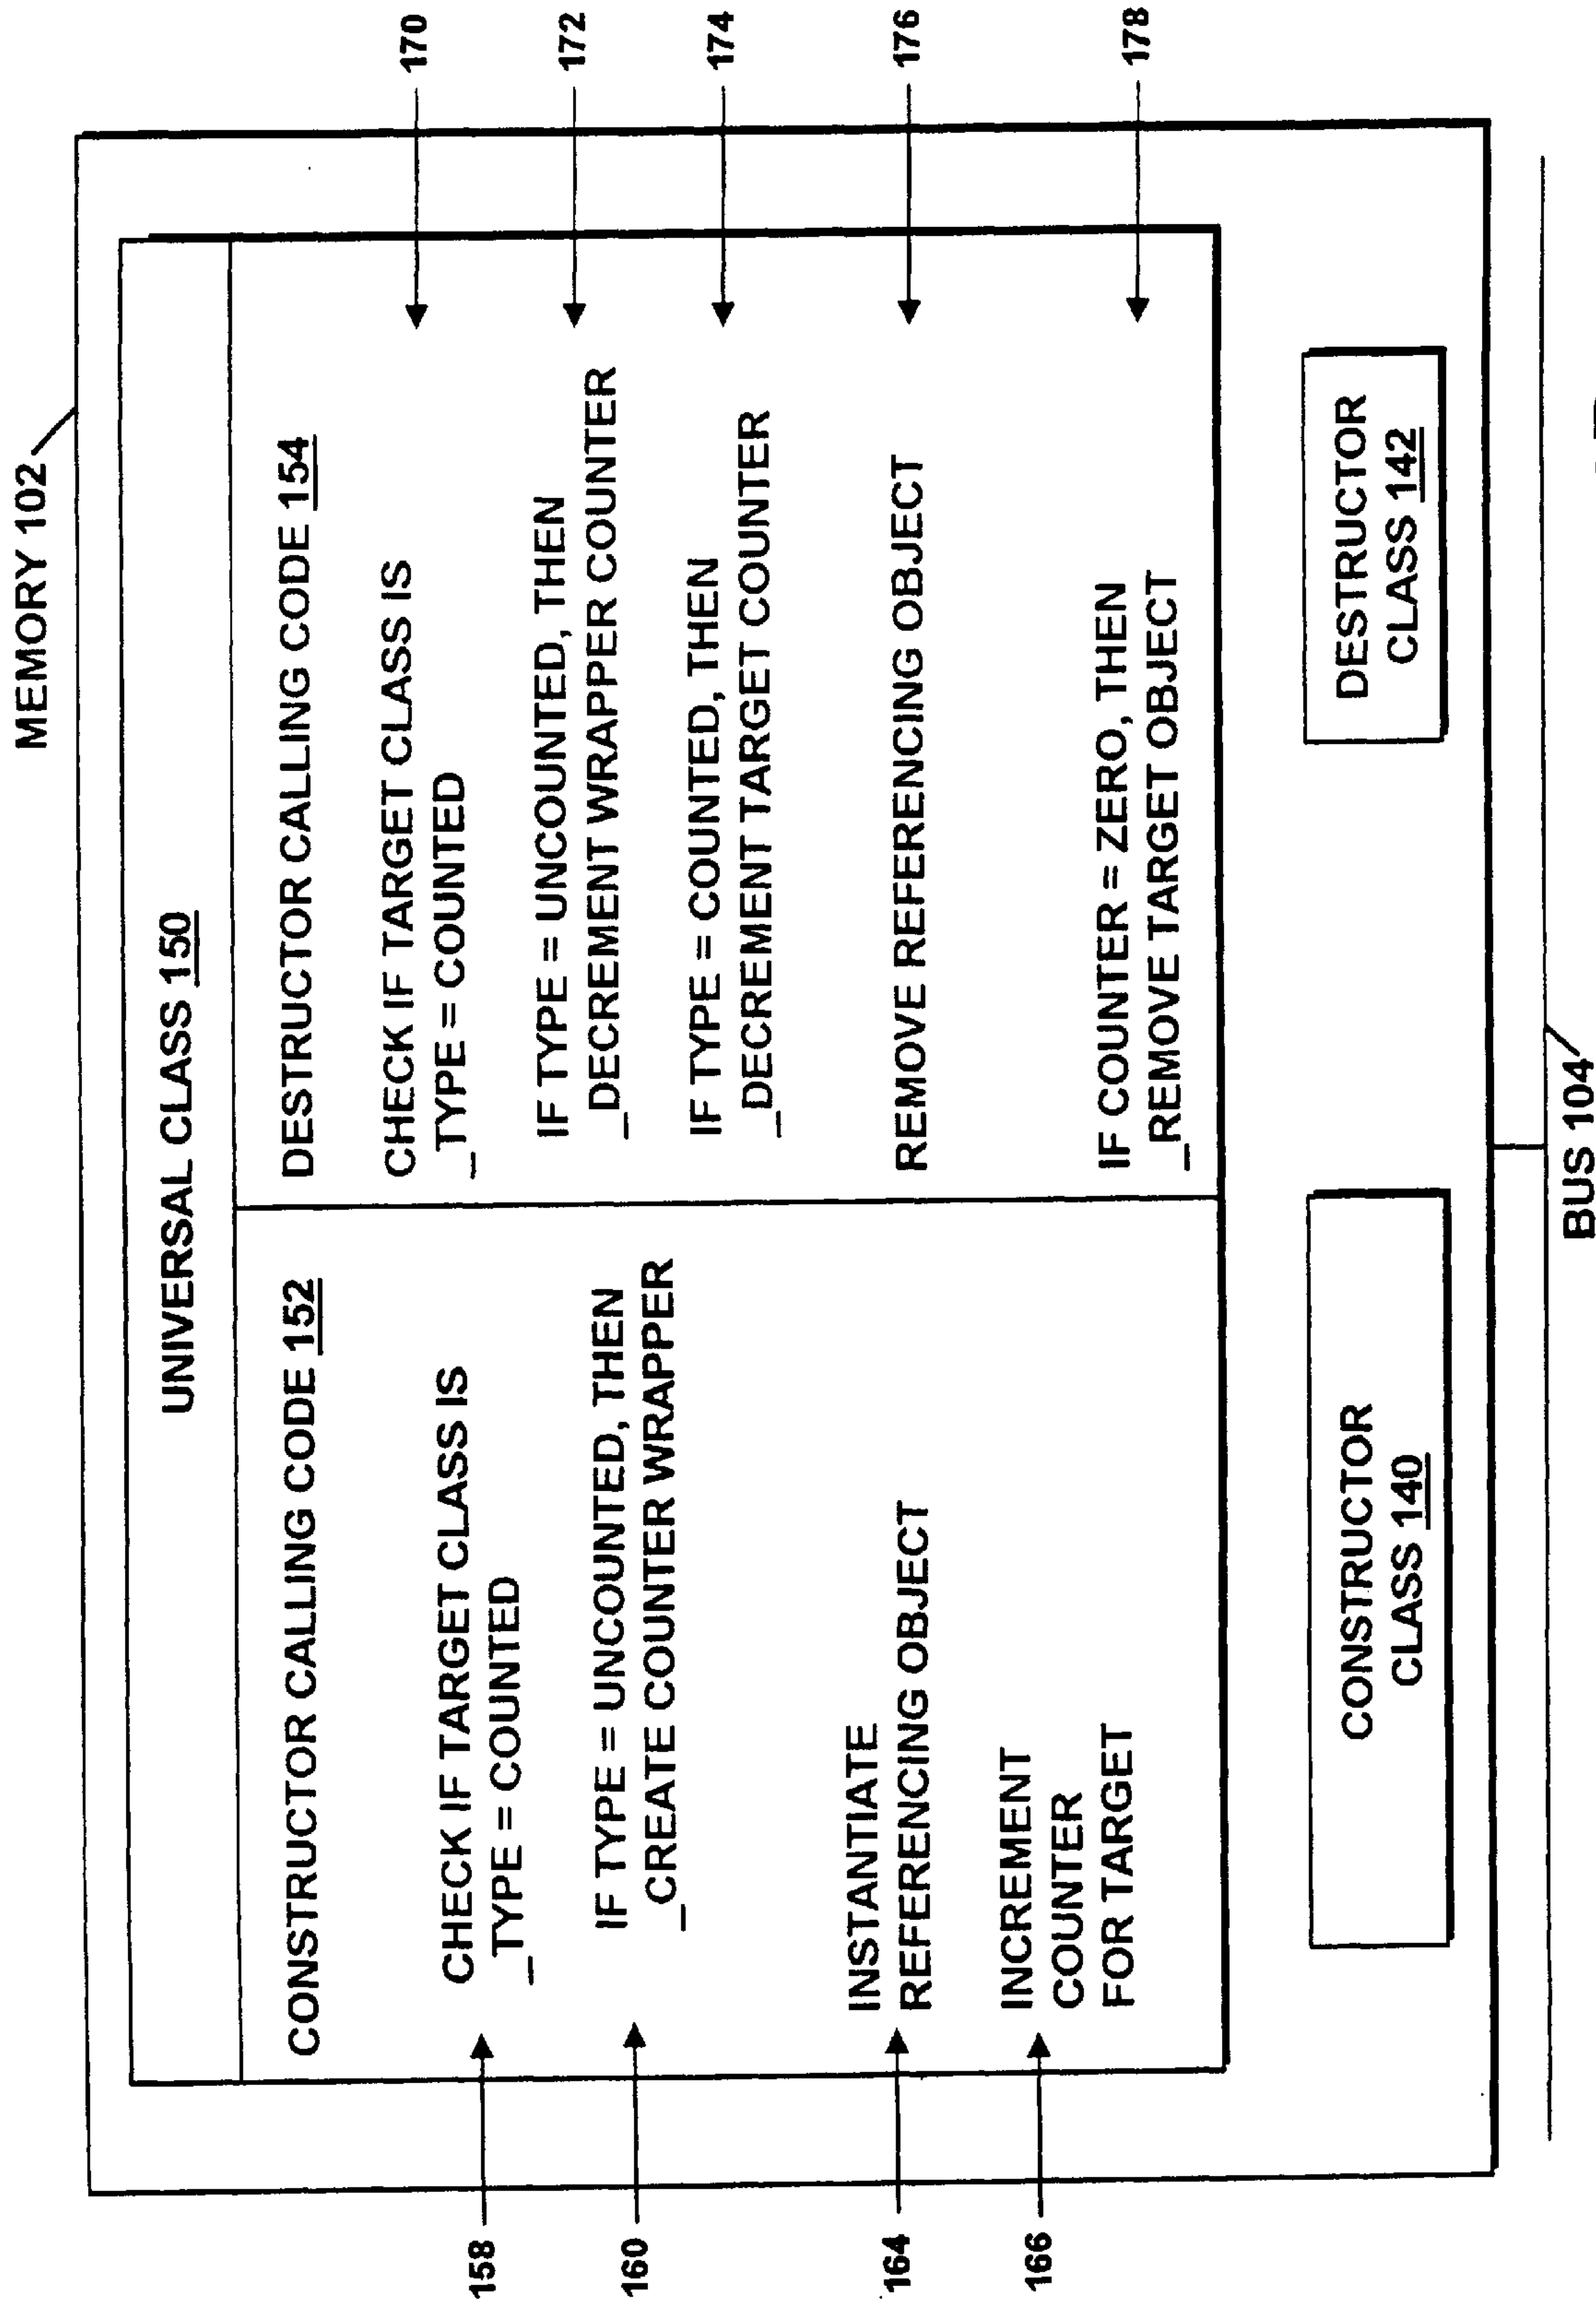 MEMORY 102
UNIVERSAL CLASS 150
CONSTRUCTOR CALLING CODE 152
158
CHECK IF TARGET CLASS IS
_TYPE = COUNTED
160
IF TYPE = UNCOUNTED, THEN
_CREATE COUNTER WRAPPER
164
INSTANTIATE
REFERENCING OBJECT
166
INCREMENT
COUNTER
FOR TARGET
DESTRUCTOR CALLING CODE 154
CHECK IF TARGET CLASS IS
_TYPE = COUNTED
170
IF TYPE = UNCOUNTED, THEN
_DECREMENT WRAPPER COUNTER
172
IF TYPE = COUNTED, THEN
_DECREMENT TARGET COUNTER
174
REMOVE REFERENCING OBJECT
176
IF COUNTER = ZERO, THEN
_REMOVE TARGET OBJECT
178
CONSTRUCTOR
CLASS 140
DESTRUCTOR
CLASS 142
BUS 104